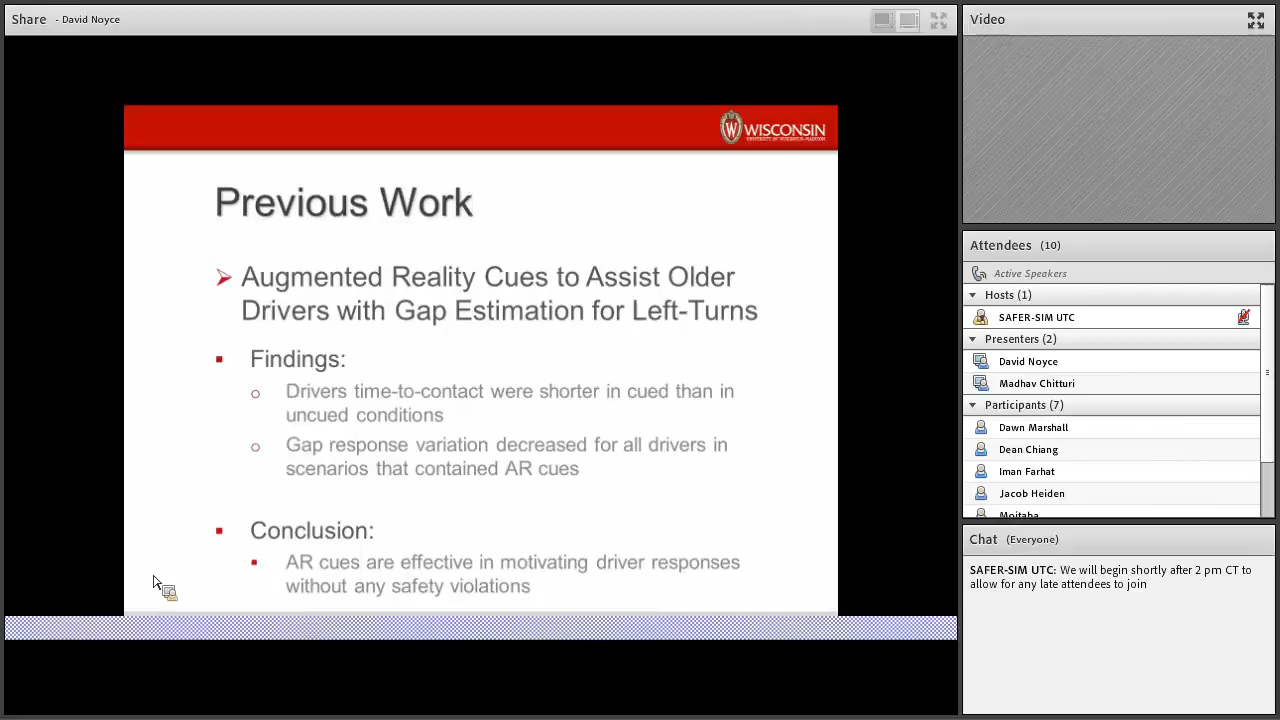 Share - David Noyce
WISCONSIN
UNIVERSITY OF WISCONSIN-MADISON
Previous Work
Augmented Reality Cues to Assist Older
Drivers with Gap Estimation for Left-Turns
Findings:
Drivers time-to-contact were shorter in cued than in
uncued conditions
Gap response variation decreased for all drivers in
scenarios that contained AR cues
Conclusion:
AR cues are effective in motivating driver responses
without any safety violations
Video
Attendees (10)
Active Speakers
Hosts (1)
SAFER-SIM UTC
Presenters (2)
David Noyce
Madhav Chitturi
Participants (7)
Dawn Marshall
Dean Chiang
Iman Farhat
Jacob Heiden
Mojtaba
Chat (Everyone)
SAFER-SIM UTC: We will begin shortly after 2 pm CT to
allow for any late attendees to join